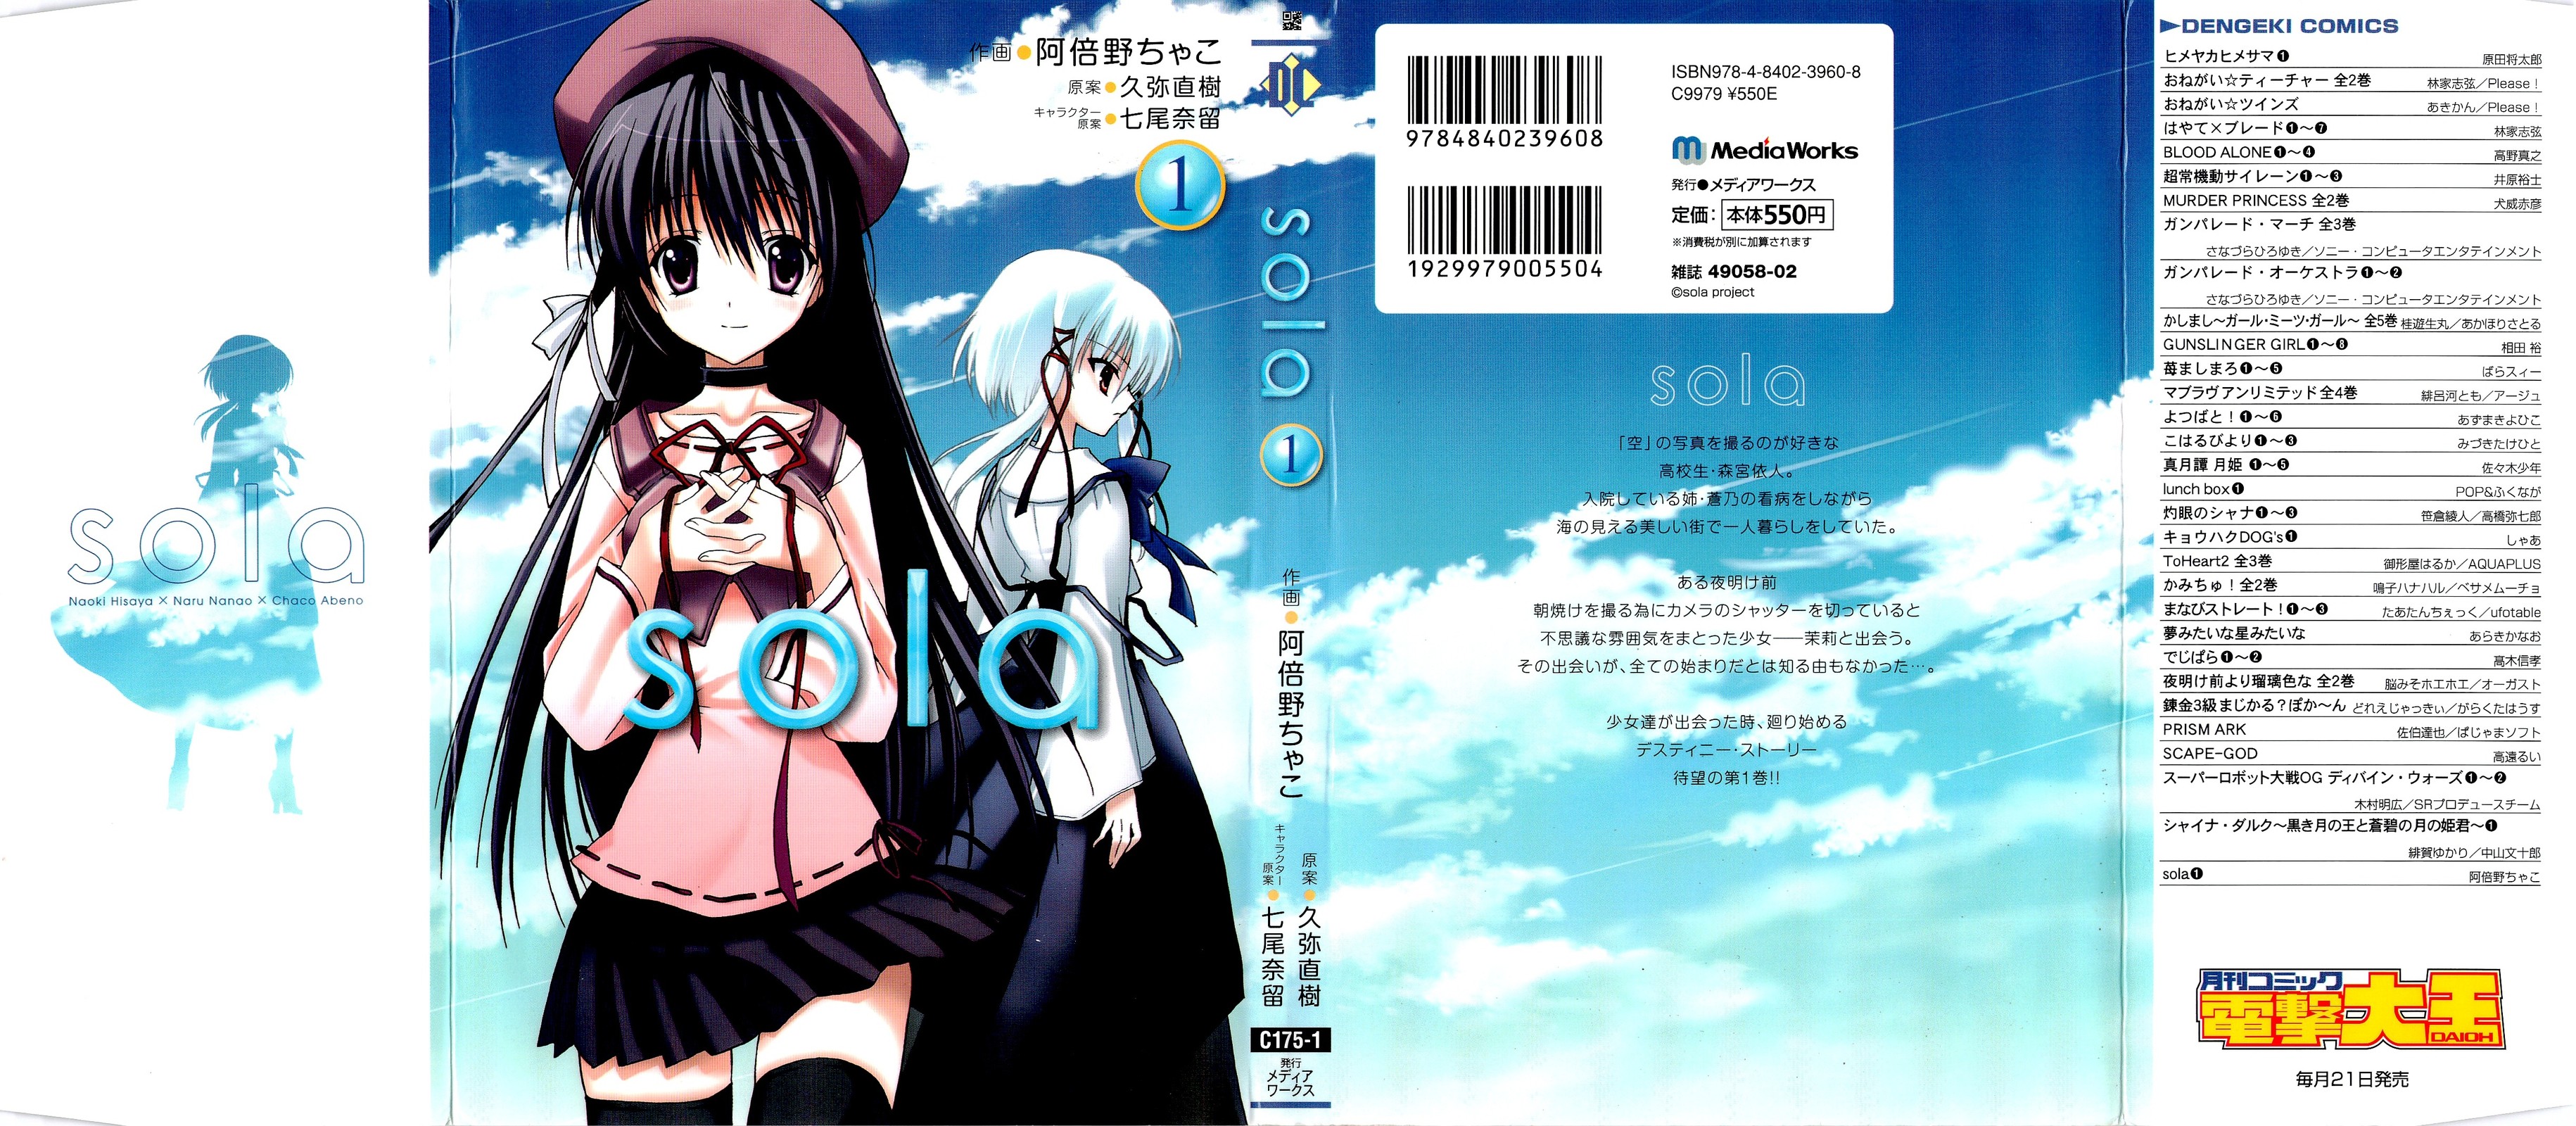 sola
Naoki Hisaya × Naru Nanao × Chaco Abeno
作画●阿倍野ちゃこ
原案●久弥直樹
キャラクター原案●七尾奈留
1
sola
sola
1
作画●阿倍野ちゃこ
原案●久弥直樹
キャラクター原案●七尾奈留
C175-1
発行
メディア
ワークス
9784840239608
1929979005504
ISBN978-4-8402-3960-8
C9979 ¥550E
MediaWorks
発行●メディアワークス
定価:本体550円
※消費税が別に加算されます
雑誌 49058-02
©sola project
sola
「空」の写真を撮るのが好きな
高校生・森宮依人。
入院している姉・蒼乃の看病をしながら
海の見える美しい街で一人暮らしをしていた。
ある夜明け前
朝焼けを撮る為にカメラのシャッターを切っていると
不思議な雰囲気をまとった少女──茉莉と出会う。
その出会いが、全ての始まりだとは知る由もなかった…。
少女達が出会った時、廻り始める
デスティニー・ストーリー
待望の第1巻!!
▶DENGEKI COMICS
ヒメヤカヒメサマ❶ 原田将太郎
おねがい☆ティーチャー 全2巻 林家志弦／Please！
おねがい☆ツインズ あきかん／Please！
はやて×ブレード❶〜❼ 林家志弦
BLOOD ALONE❶〜❹ 高野真之
超常機動サイレーン❶〜❸ 井原裕士
MURDER PRINCESS 全2巻 犬威赤彦
ガンパレード・マーチ 全3巻
さなづらひろゆき／ソニー・コンピュータエンタテインメント
ガンパレード・オーケストラ❶〜❷
さなづらひろゆき／ソニー・コンピュータエンタテインメント
かしまし〜ガール・ミーツ・ガール〜 全5巻 桂遊生丸／あかほりさとる
GUNSLINGER GIRL❶〜❽ 相田 裕
苺ましまろ❶〜❺ ばらスィー
マブラヴ アンリミテッド 全4巻 緋呂河とも／アージュ
よつばと！❶〜❻ あずまきよひこ
こはるびより❶〜❸ みづきたけひと
真月譚 月姫 ❶〜❺ 佐々木少年
lunch box❶ POP&ふくなが
灼眼のシャナ❶〜❸ 笹倉綾人／高橋弥七郎
キョウハクDOG's❶ しゃあ
ToHeart2 全3巻 御形屋はるか／AQUAPLUS
かみちゅ！全2巻 鳴子ハナハル／ベサメムーチョ
まなびストレート！❶〜❸ たあたんちぇっく／ufotable
夢みたいな星みたいな あらきかなお
でじぱら❶〜❷ 高木信孝
夜明け前より瑠璃色な 全2巻 脳みそホエホエ／オーガスト
錬金3級 まじかる？ぽか〜ん どれえじゃっきぃ／がらくたはうす
PRISM ARK 佐伯達也／ぱじゃまソフト
SCAPE-GOD 高遠るい
スーパーロボット大戦OG ディバイン・ウォーズ❶〜❷
木村明広／SRプロデュースチーム
シャイナ・ダルク〜黒き月の王と蒼碧の月の姫君〜❶
緋賀ゆかり／中山文十郎
sola❶ 阿倍野ちゃこ
月刊コミック
電撃大王
DAIOH
毎月21日発売